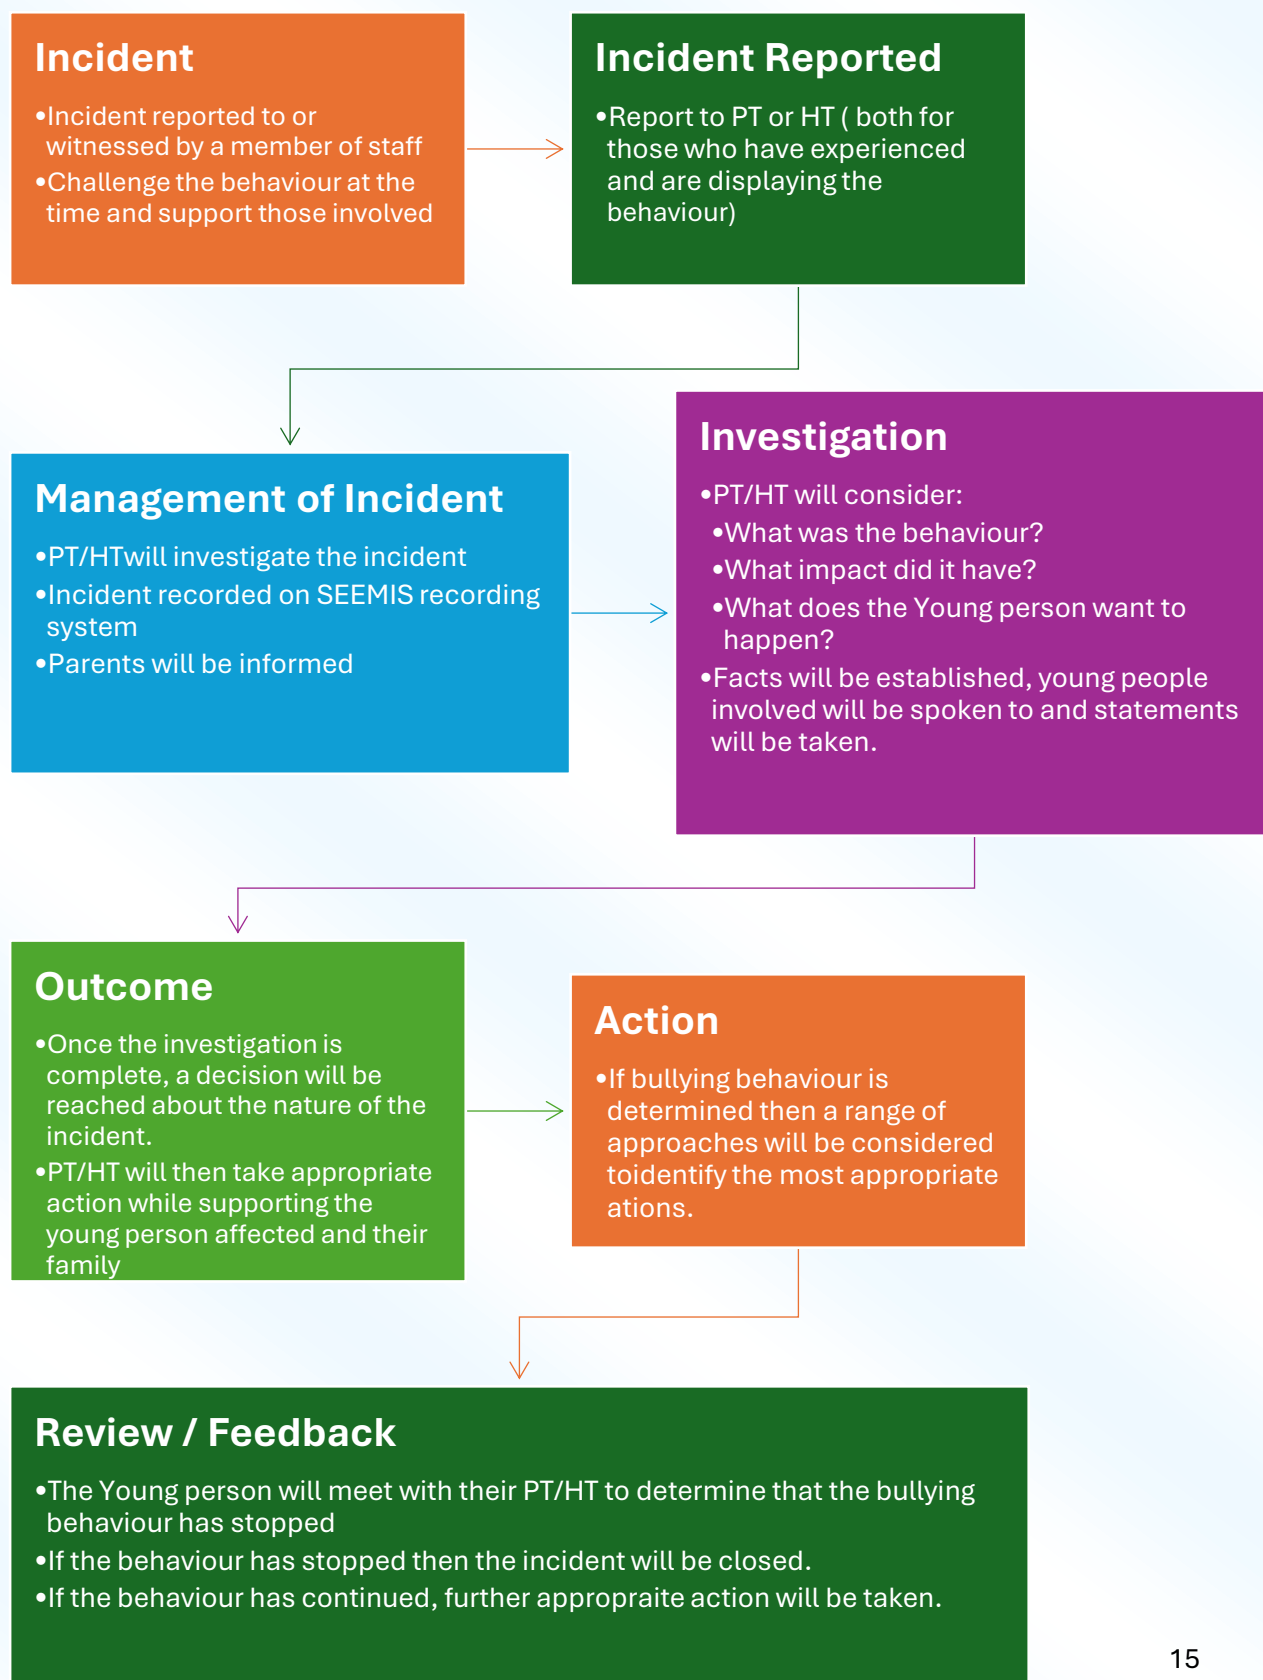 Incident
•Incident reported to or
witnessed by a member of staff
•Challenge the behaviour at the
time and support those involved
Incident Reported
•Report to PT or HT ( both for
those who have experienced
and are displaying the
behaviour)
Management of Incident
•PT/HTwill investigate the incident
•Incident recorded on SEEMIS recording
system
•Parents will be informed
Investigation
•PT/HT will consider:
•What was the behaviour?
•What impact did it have?
•What does the Young person want to
happen?
•Facts will be established, young people
involved will be spoken to and statements
will be taken.
Outcome
•Once the investigation is
complete, a decision will be
reached about the nature of the
incident.
•PT/HT will then take appropriate
action while supporting the
young person affected and their
family
Action
•If bullying behaviour is
determined then a range of
approaches will be considered
toidentify the most appropriate
ations.
Review / Feedback
•The Young person will meet with their PT/HT to determine that the bullying
behaviour has stopped
•If the behaviour has stopped then the incident will be closed.
•If the behaviour has continued, further appropraite action will be taken.
15